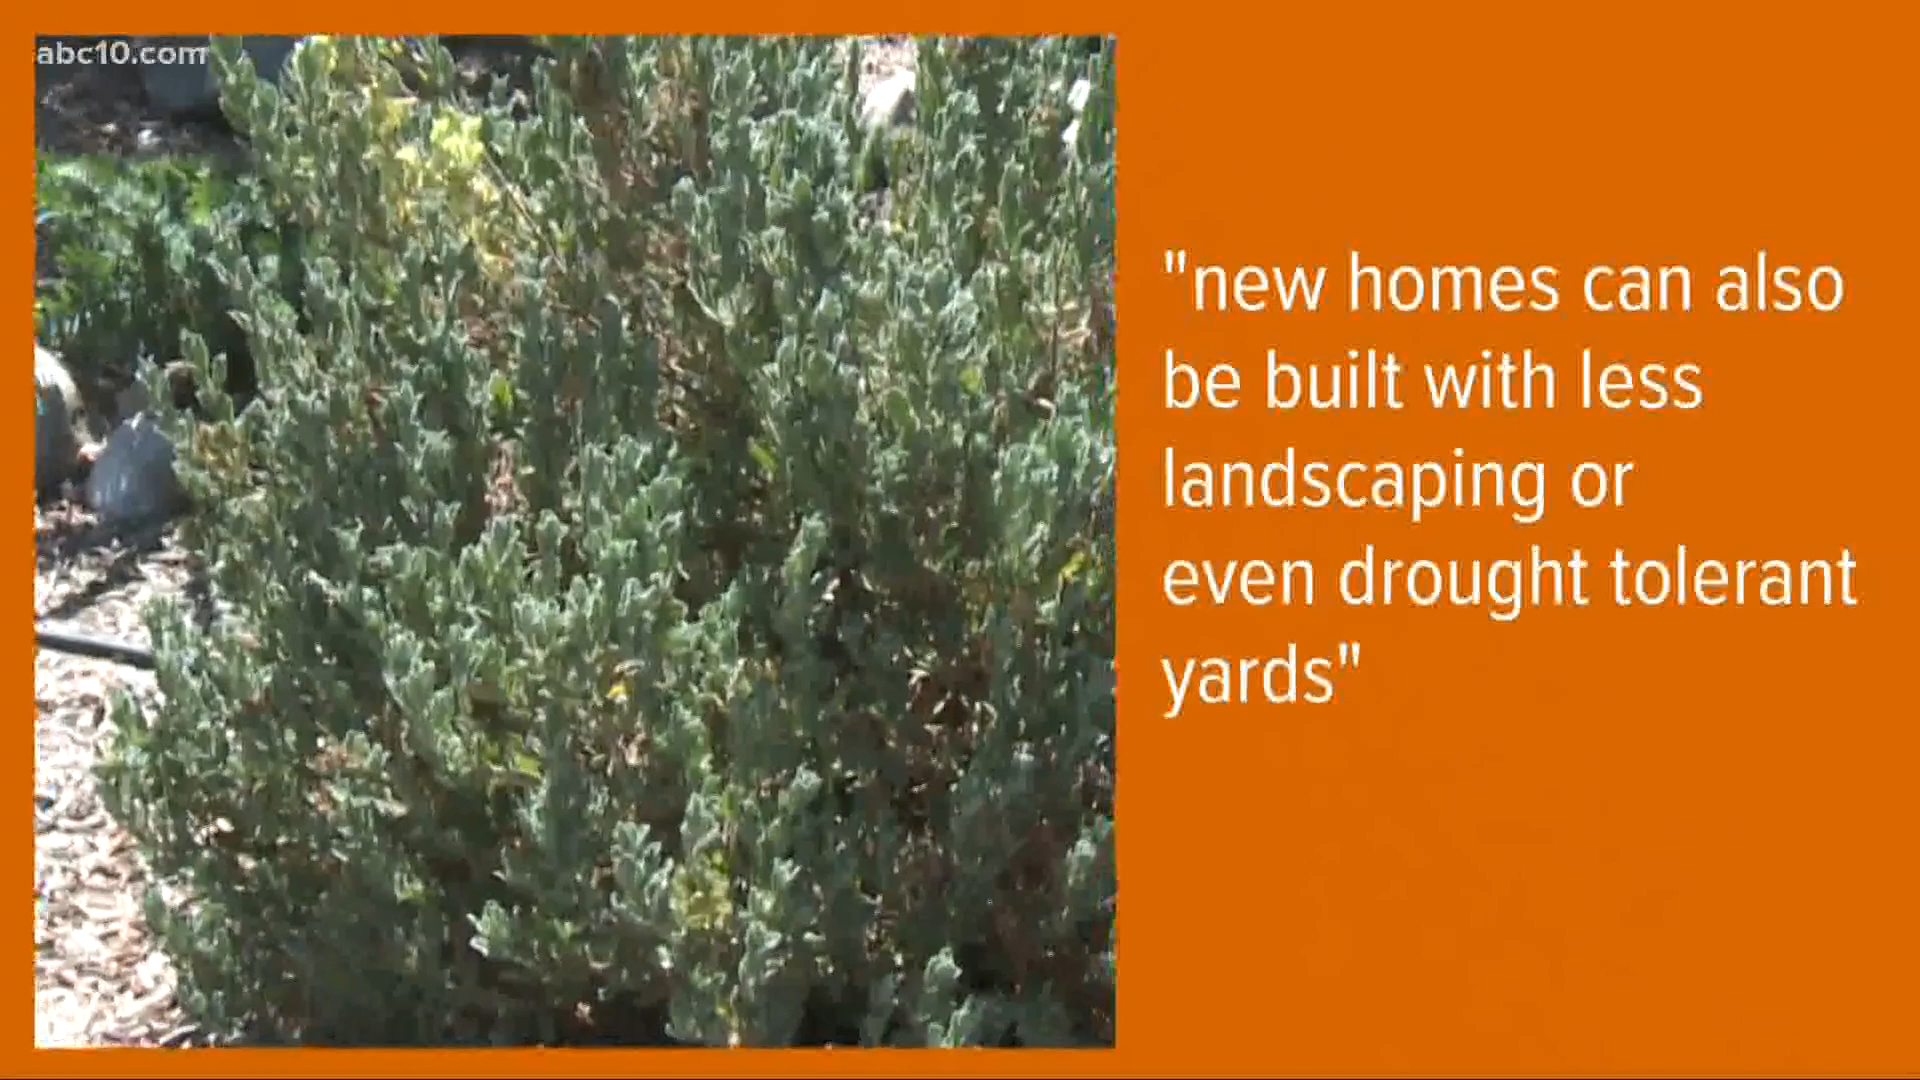 abc10.com
"new homes can also
be built with less
landscaping or
even drought tolerant
yards"